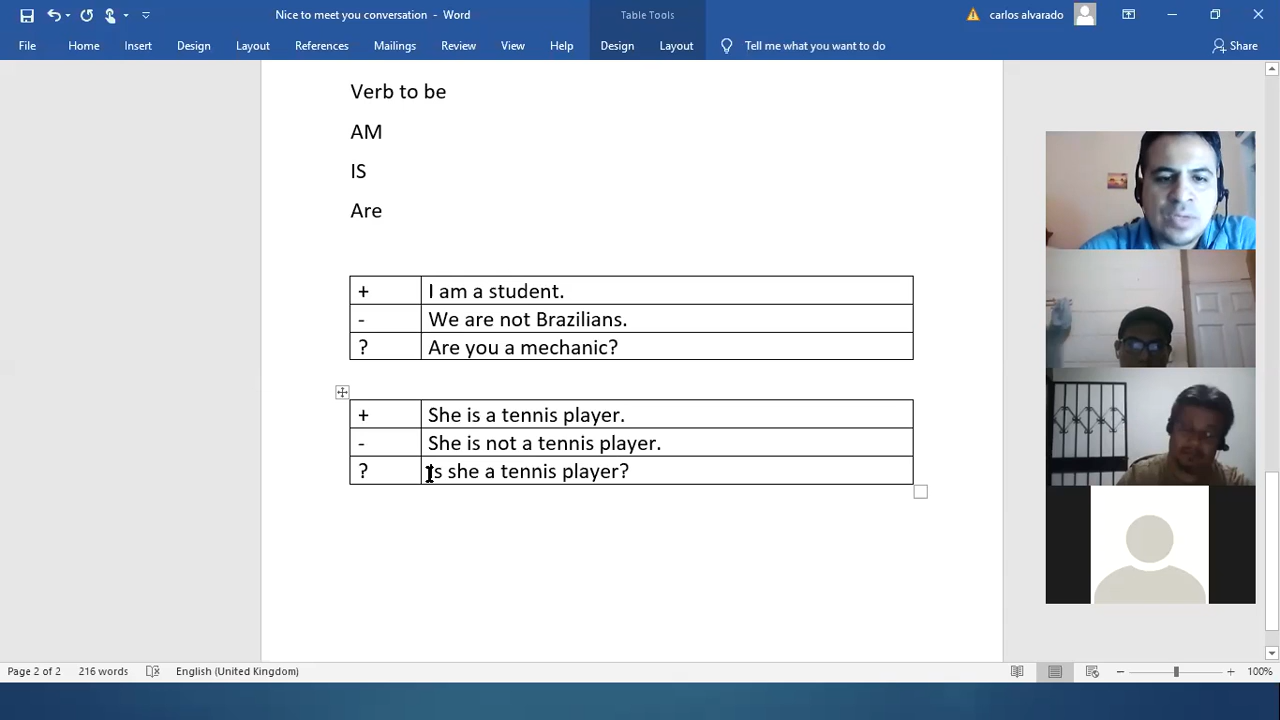 Nice to meet you conversation - Word
Table Tools
carlos alvarado
File Home Insert Design Layout References Mailings Review View Help Design Layout Tell me what you want to do Share
Verb to be
AM
IS
Are
+ I am a student.
- We are not Brazilians.
? Are you a mechanic?
+ She is a tennis player.
- She is not a tennis player.
? Is she a tennis player?
Page 2 of 2 216 words English (United Kingdom) 100%